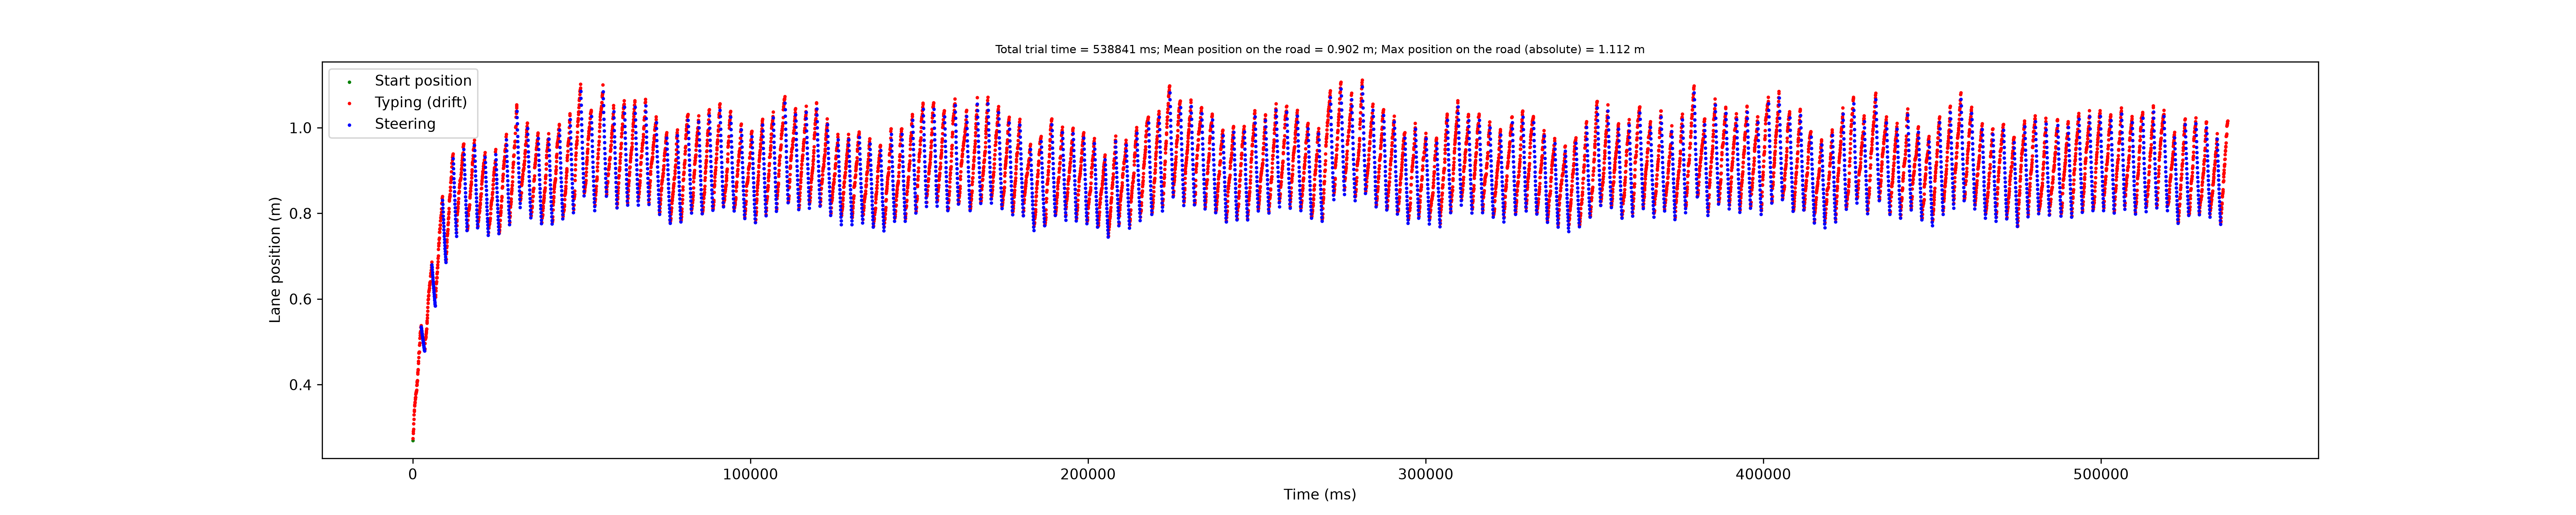 Total trial time = 538841 ms; Mean position on the road = 0.902 m; Max position on the road (absolute) = 1.112 m
Start position
Typing (drift)
Steering
1.0
0.8
0.6
0.4
Lane position (m)
0 100000 200000 300000 400000 500000
Time (ms)